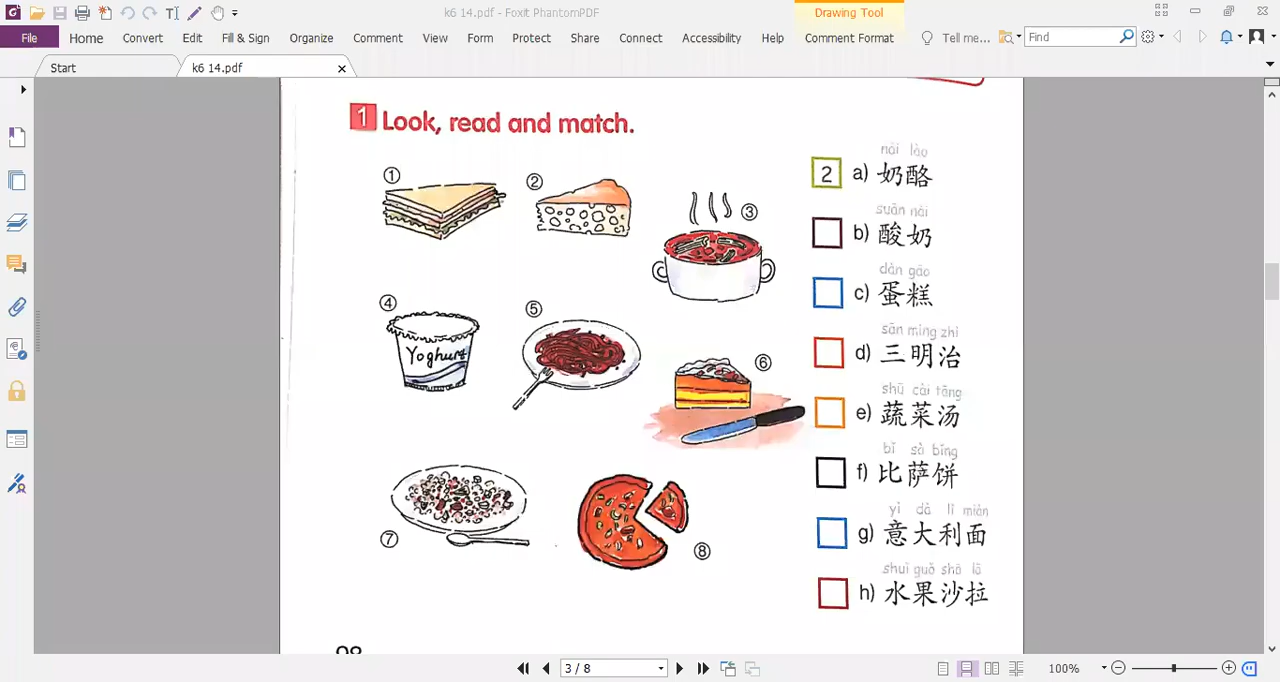 k6 14.pdf - Foxit PhantomPDF
Drawing Tool
File Home Convert Edit Fill & Sign Organize Comment View Form Protect Share Connect Accessibility Help Comment Format Tell me... Find
Start k6 14.pdf
1 Look, read and match.
①
②
③
④
Yoghurt
⑤
⑥
⑦
⑧
nǎi lào
2 a) 奶酪
suān nǎi
b) 酸奶
dàn gāo
c) 蛋糕
sān míng zhì
d) 三明治
shū cài tāng
e) 蔬菜汤
bǐ sà bǐng
f) 比萨饼
yì dà lì miàn
g) 意大利面
shuǐ guǒ shā lā
h) 水果沙拉
3 / 8
100%